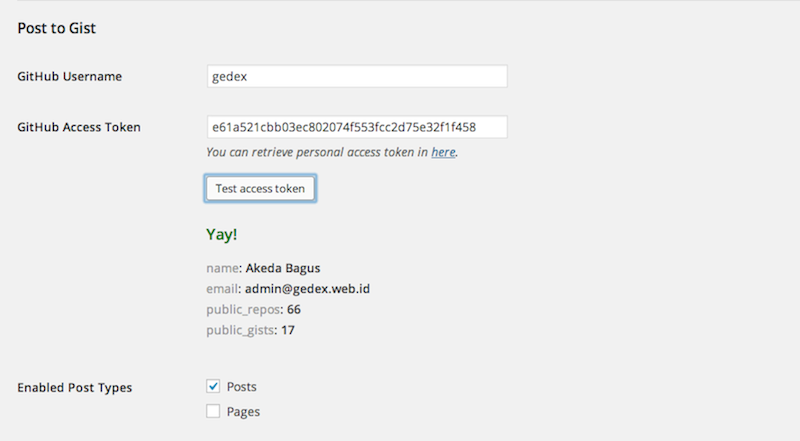 Post to Gist
GitHub Username
gedex
GitHub Access Token
e61a521cbb03ec802074f553fcc2d75e32f1f458
You can retrieve personal access token in here.
Test access token
Yay!
name: Akeda Bagus
email: admin@gedex.web.id
public_repos: 66
public_gists: 17
Enabled Post Types
Posts
Pages